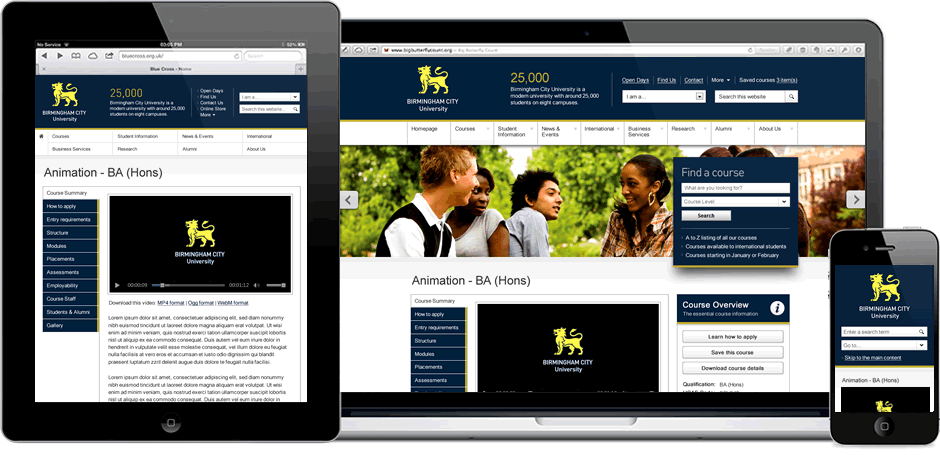 No Service
03:05 PM
52%
bluecross.org.uk/
Search
Blue Cross - Home
BIRMINGHAM CITY
University
25,000
Birmingham City University is a
modern university with around 25,000
students on eight campuses.
Open Days
Find Us
Contact Us
Online Store
More
I am a...
Search this website
Courses
Student Information
News & Events
International
Business Services
Research
Alumni
About Us
Animation - BA (Hons)
Course Summary
How to apply
Entry requirements
Structure
Modules
Placements
Assessments
Employability
Course Staff
Students & Alumni
Gallery
BIRMINGHAM CITY
University
00:00:09
00:01:12
Download this video: MP4 format | Ogg format | WebM format
Lorem ipsum dolor sit amet, consectetuer adipiscing elit, sed diam nonummy
nibh euismod tincidunt ut laoreet dolore magna aliquam erat volutpat. Ut wisi
enim ad minim veniam, quis nostrud exerci tation ullamcorper suscipit lobortis
nisl ut aliquip ex ea commodo consequat. Duis autem vel eum iriure dolor in
hendrerit in vulputate velit esse molestie consequat, vel illum dolore eu feugiat
nulla facilisis at vero eros et accumsan et iusto odio dignissim qui blandit
praesent luptatum zzril delenit augue duis dolore te feugait nulla facilisi.
Lorem ipsum dolor sit amet, consectetuer adipiscing elit, sed diam nonummy
nibh euismod tincidunt ut laoreet dolore magna aliquam erat volutpat. Ut wisi
enim ad minim veniam, quis nostrud exerci tation ullamcorper suscipit lobortis
nisl ut aliquip ex ea commodo consequat. Duis autem vel eum iriure dolor in
www.bigbutterflycount.org — Big Butterfly Count
BIRMINGHAM CITY
University
25,000
Birmingham City University is a
modern university with around 25,000
students on eight campuses.
Open Days
Find Us
Contact
More
Saved courses 3 item(s)
I am a ...
Search this website
Homepage
Courses
Student
Information
News &
Events
International
Business
Services
Research
Alumni
About Us
Find a course
What are you looking for?
Course Level
Search
A to Z listing of all our courses
Courses available to international students
Courses starting in January or February
Animation - BA (Hons)
Course Summary
How to apply
Entry requirements
Structure
Modules
Placements
Assessments
BIRMINGHAM CITY
University
Course Overview
The essential course information
i
Learn how to apply
Save this course
Download course details
Qualification: BA (Hons)
BIRMINGHAM CITY
University
Enter a search term
Go to...
Skip to the main content
Animation - BA (Hons)